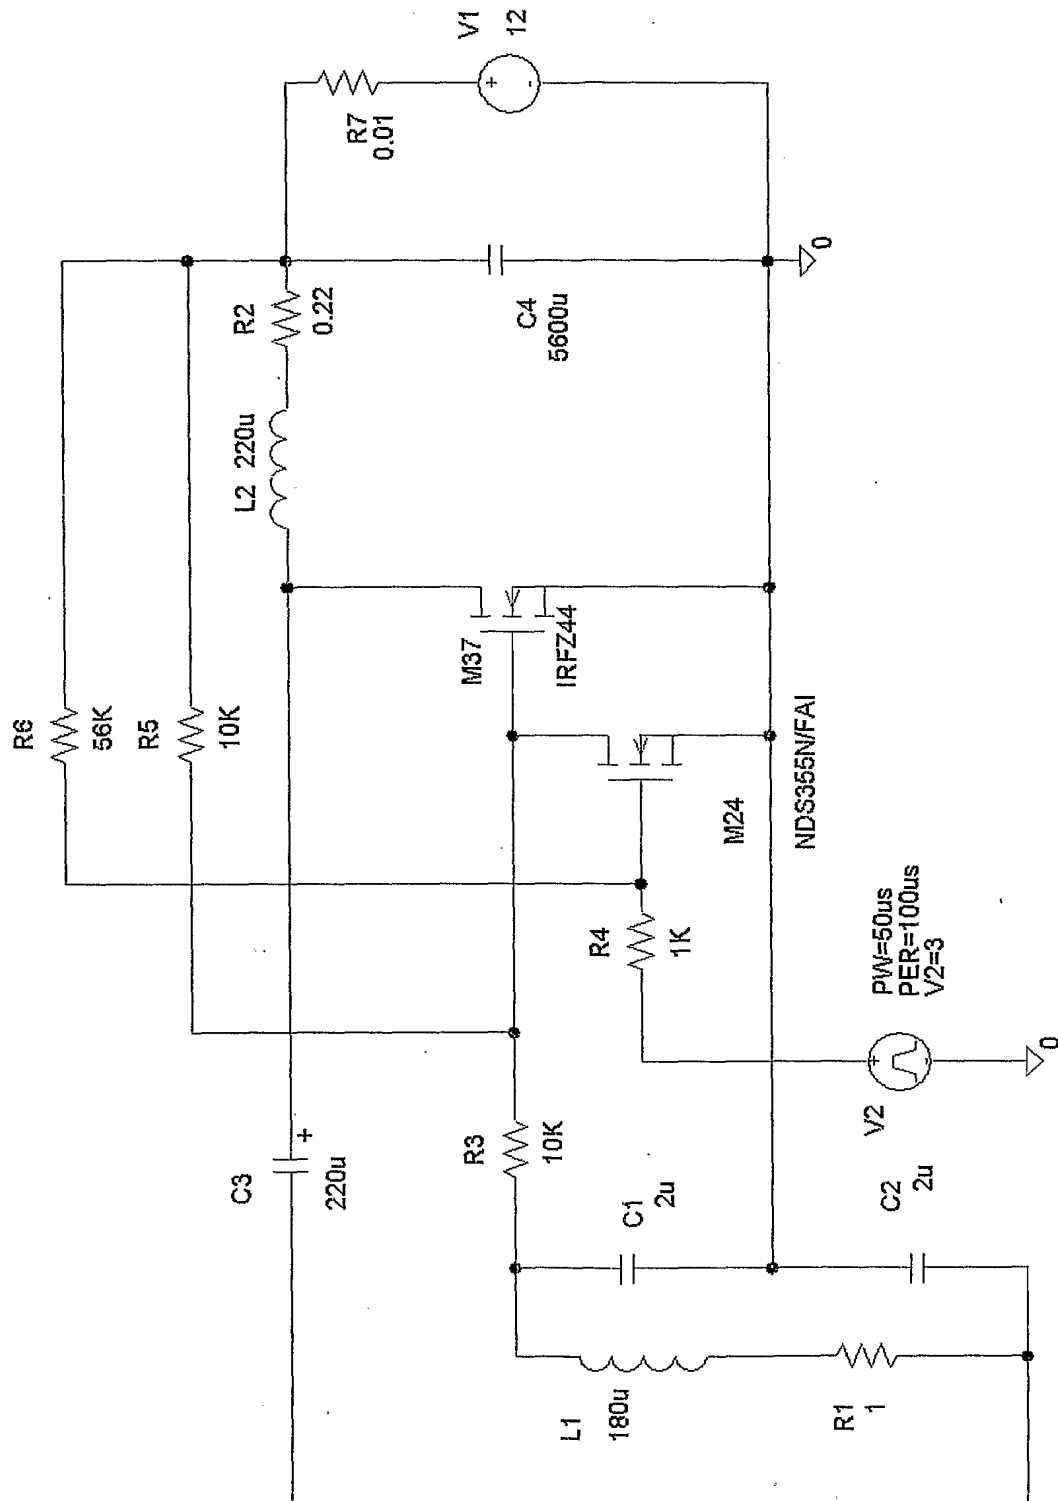 R6
56K
R5
10K
C3
220u
L2 220u
R2
0.22
R7
0.01
V1
12
R3
10K
R4
1K
M37
IRFZ44
M24
NDS355N/FAI
C4
5600u
0
L1
180u
R1
1
C1
2u
C2
2u
V2
PW=50us
PER=100us
V2=3
0